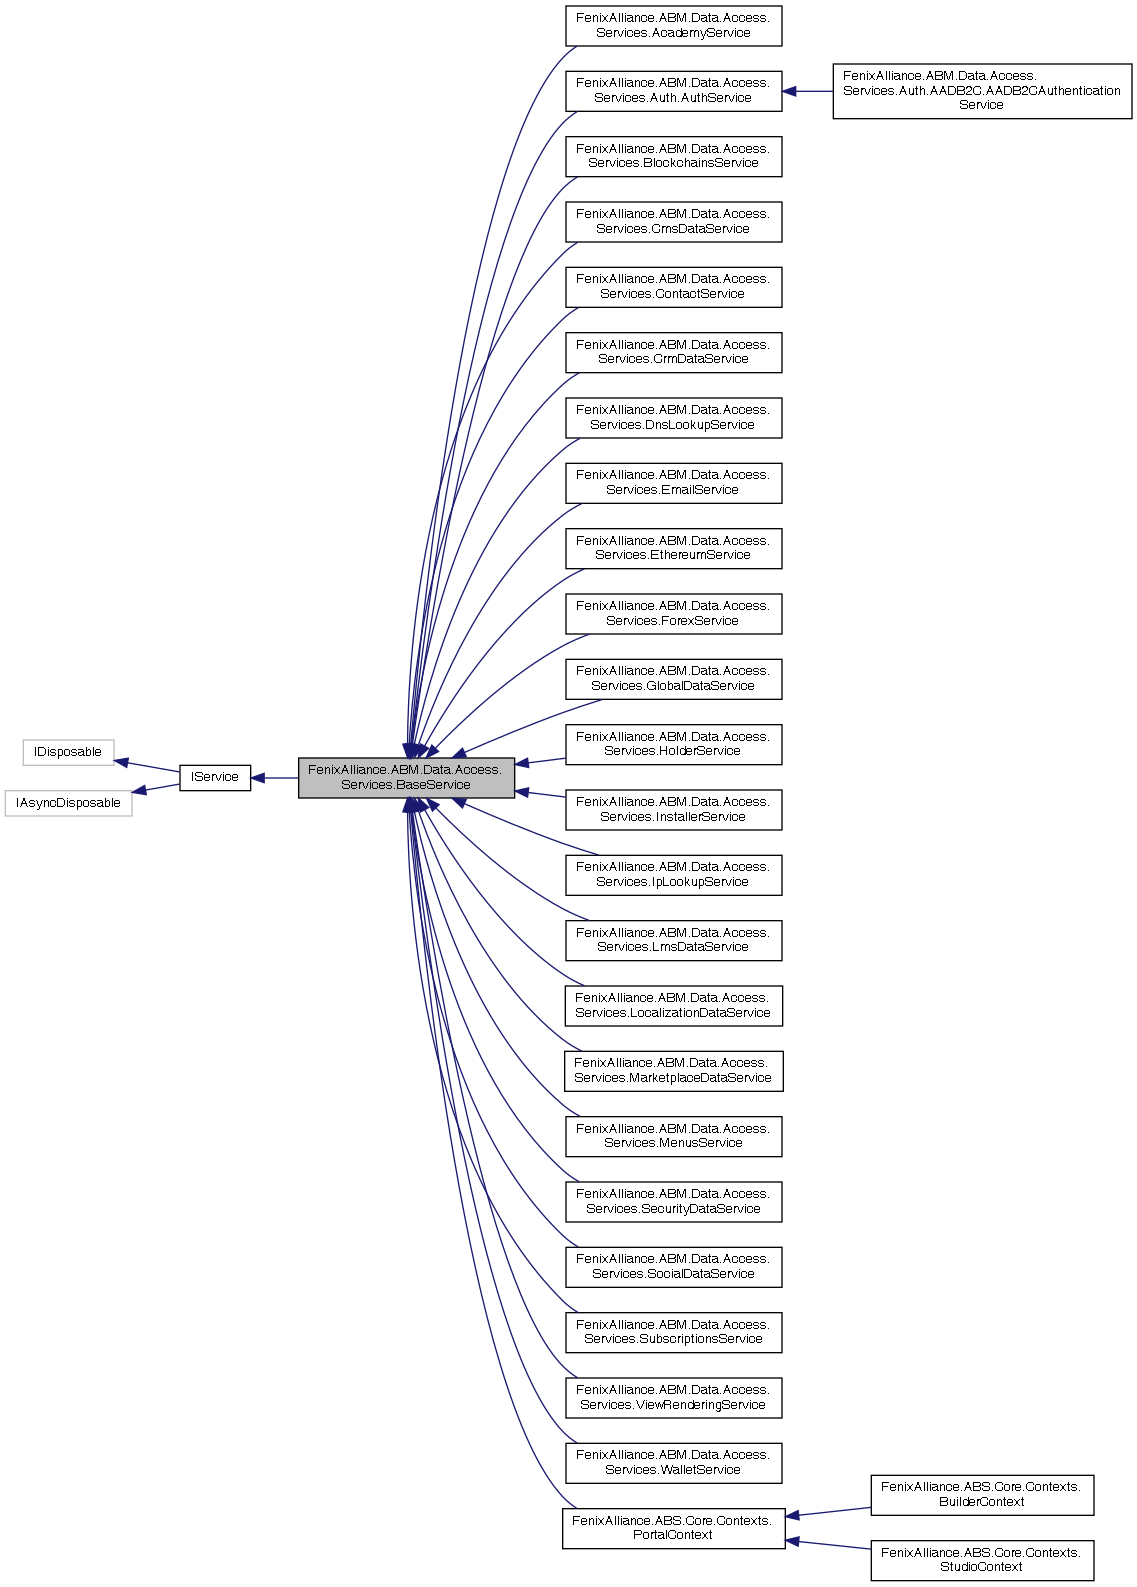 FenixAlliance.ABM.Data.Access.
Services.AcademyService
FenixAlliance.ABM.Data.Access.
Services.Auth.AuthService
FenixAlliance.ABM.Data.Access.
Services.Auth.AADB2C.AADB2CAuthentication
Service
FenixAlliance.ABM.Data.Access.
Services.BlockchainsService
FenixAlliance.ABM.Data.Access.
Services.CmsDataService
FenixAlliance.ABM.Data.Access.
Services.ContactService
FenixAlliance.ABM.Data.Access.
Services.CrmDataService
FenixAlliance.ABM.Data.Access.
Services.DnsLookupService
FenixAlliance.ABM.Data.Access.
Services.EmailService
FenixAlliance.ABM.Data.Access.
Services.EthereumService
FenixAlliance.ABM.Data.Access.
Services.ForexService
FenixAlliance.ABM.Data.Access.
Services.GlobalDataService
FenixAlliance.ABM.Data.Access.
Services.HolderService
IDisposable
IService
IAsyncDisposable
FenixAlliance.ABM.Data.Access.
Services.BaseService
FenixAlliance.ABM.Data.Access.
Services.InstallerService
FenixAlliance.ABM.Data.Access.
Services.IpLookupService
FenixAlliance.ABM.Data.Access.
Services.LmsDataService
FenixAlliance.ABM.Data.Access.
Services.LocalizationDataService
FenixAlliance.ABM.Data.Access.
Services.MarketplaceDataService
FenixAlliance.ABM.Data.Access.
Services.MenusService
FenixAlliance.ABM.Data.Access.
Services.SecurityDataService
FenixAlliance.ABM.Data.Access.
Services.SocialDataService
FenixAlliance.ABM.Data.Access.
Services.SubscriptionsService
FenixAlliance.ABM.Data.Access.
Services.ViewRenderingService
FenixAlliance.ABM.Data.Access.
Services.WalletService
FenixAlliance.ABS.Core.Contexts.
PortalContext
FenixAlliance.ABS.Core.Contexts.
BuilderContext
FenixAlliance.ABS.Core.Contexts.
StudioContext